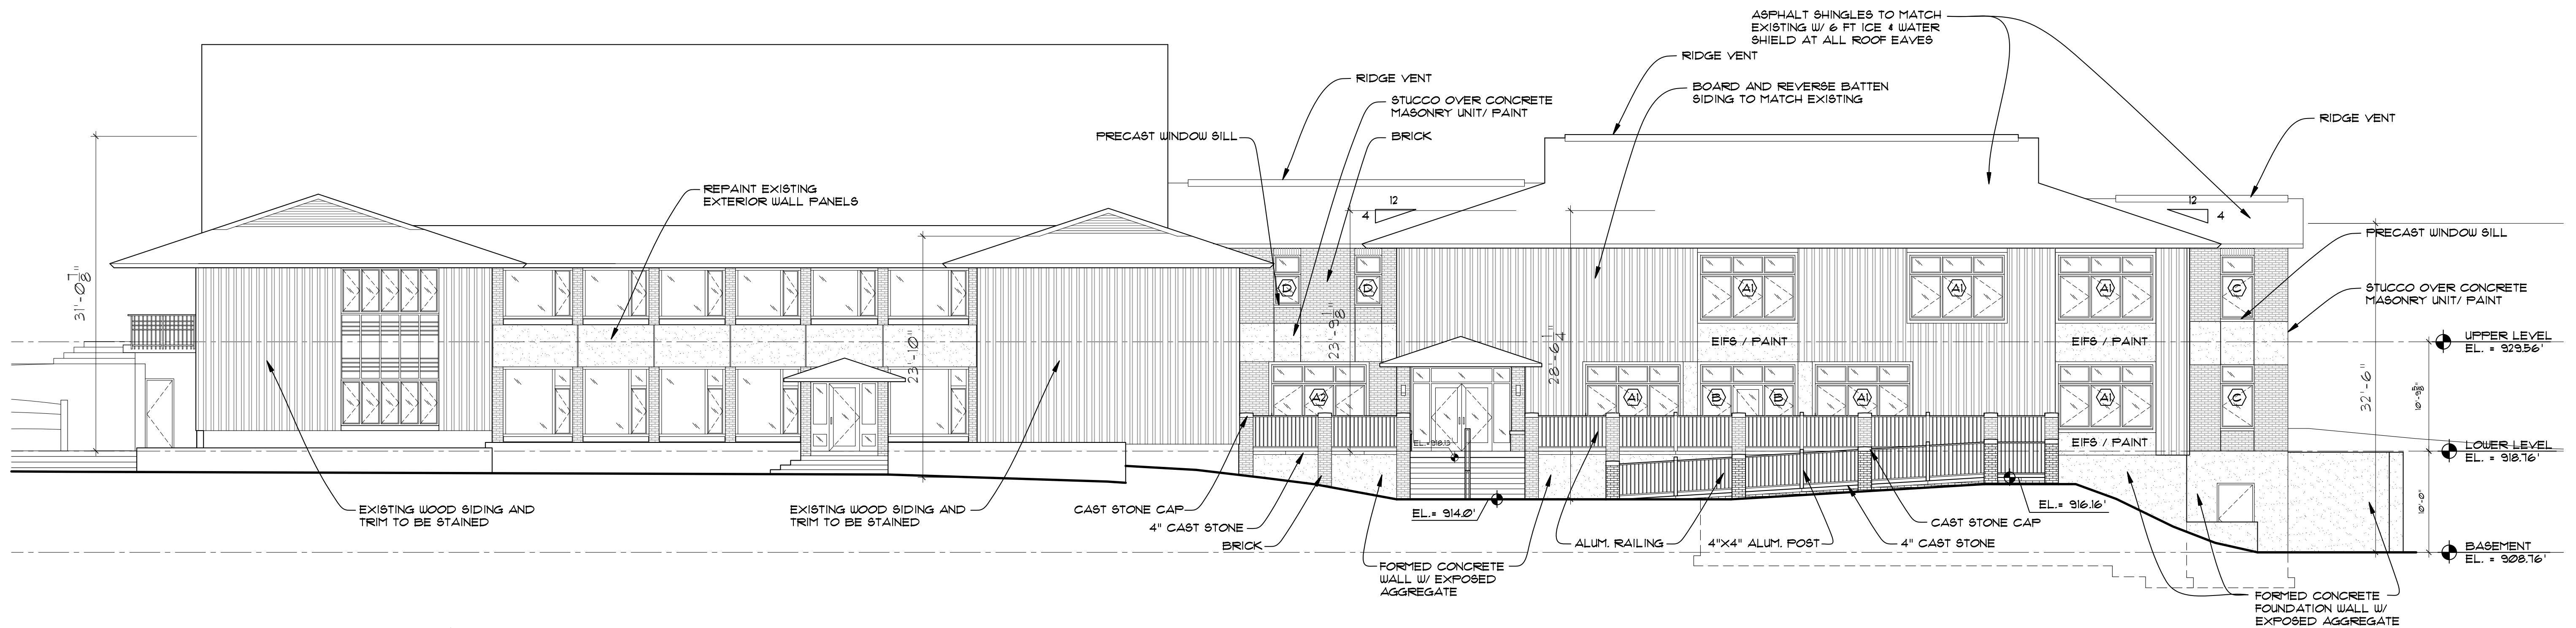 ASPHALT SHINGLES TO MATCH
EXISTING W/ 6 FT ICE & WATER
SHIELD AT ALL ROOF EAVES
RIDGE VENT
RIDGE VENT
BOARD AND REVERSE BATTEN
SIDING TO MATCH EXISTING
STUCCO OVER CONCRETE
MASONRY UNIT/ PAINT
PRECAST WINDOW SILL
BRICK
RIDGE VENT
REPAINT EXISTING
EXTERIOR WALL PANELS
12
4
12
4
PRECAST WINDOW SILL
STUCCO OVER CONCRETE
MASONRY UNIT/ PAINT
31'-0 7/8"
23'-10"
23'-9 1/8"
28'-6 1/4"
32'-6"
D
D
A1
A1
A1
C
EIFS / PAINT
EIFS / PAINT
UPPER LEVEL
EL. = 929.56'
A2
A1
B
B
A1
A1
C
EIFS / PAINT
LOWER LEVEL
EL. = 918.76'
10'-0"
EXISTING WOOD SIDING AND
TRIM TO BE STAINED
EXISTING WOOD SIDING AND
TRIM TO BE STAINED
CAST STONE CAP
4" CAST STONE
BRICK
EL.= 914.0'
EL.= 916.16'
CAST STONE CAP
4" CAST STONE
ALUM. RAILING
4"X4" ALUM. POST
BASEMENT
EL. = 908.76'
FORMED CONCRETE
WALL W/ EXPOSED
AGGREGATE
FORMED CONCRETE
FOUNDATION WALL W/
EXPOSED AGGREGATE